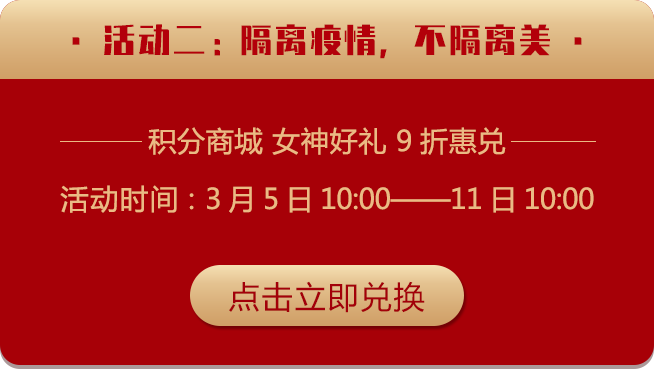 · 活动二：隔离疫情，不隔离美 ·
积分商城 女神好礼 9 折惠兑
活动时间：3 月 5 日 10:00——11 日 10:00
点击立即兑换